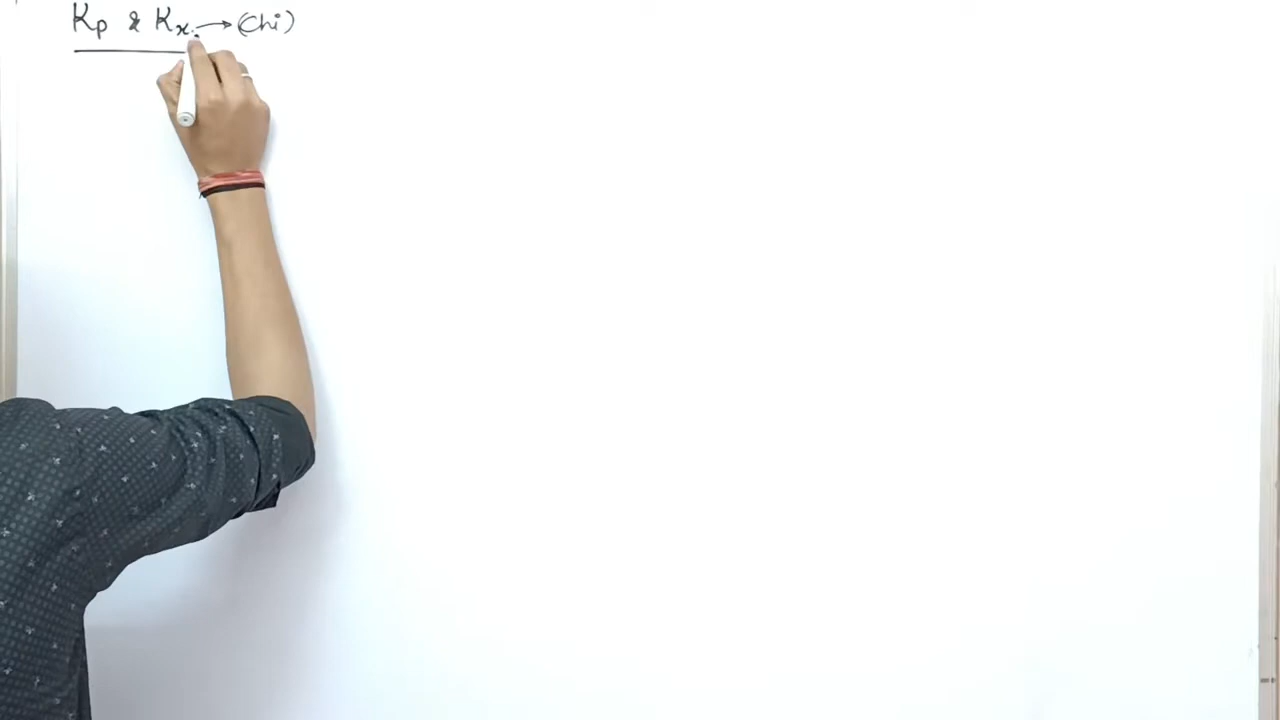 Kp & Kx → (Chi)